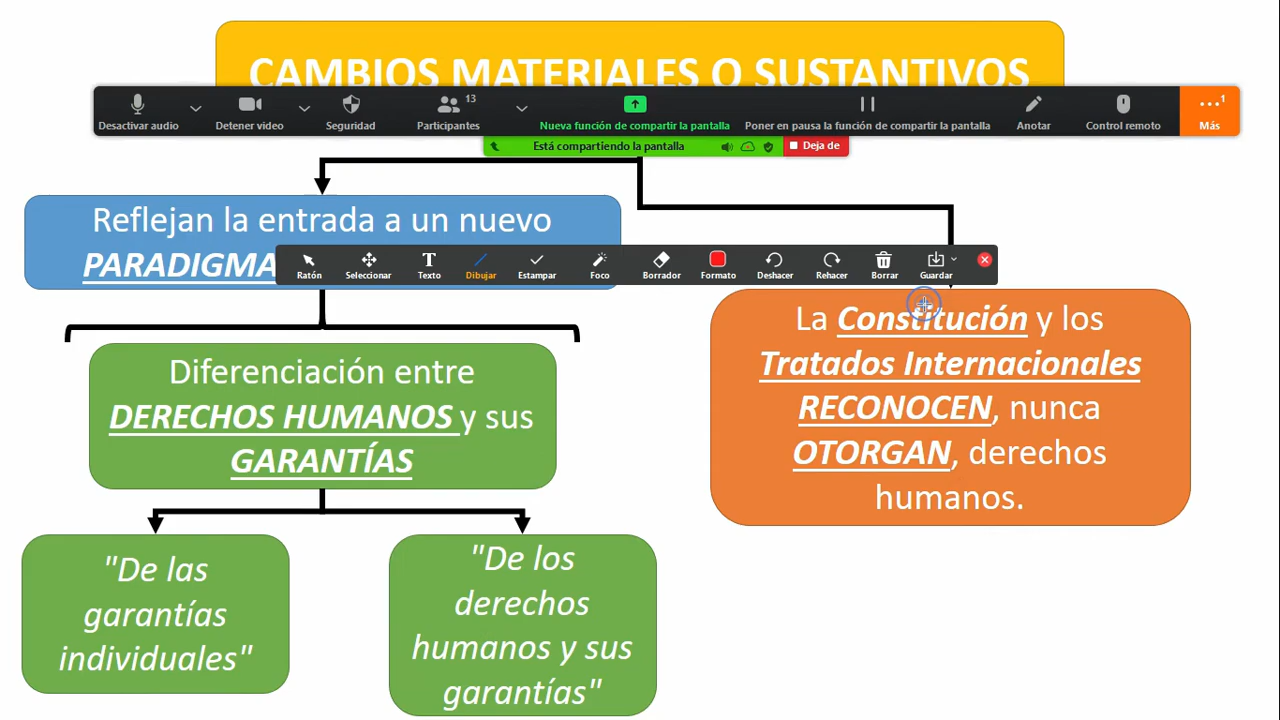 CAMBIOS MATERIALES O SUSTANTIVOS
13
1
Desactivar audio
Detener video
Seguridad
Participantes
Nueva función de compartir la pantalla
Poner en pausa la función de compartir la pantalla
Anotar
Control remoto
Más
Está compartiendo la pantalla
Deja de
Reflejan la entrada a un nuevo
PARADIGMA
Ratón
Seleccionar
Texto
Dibujar
Estampar
Foco
Borrador
Formato
Deshacer
Rehacer
Borrar
Guardar
La Constitución y los
Tratados Internacionales
RECONOCEN, nunca
OTORGAN, derechos
humanos.
Diferenciación entre
DERECHOS HUMANOS y sus
GARANTÍAS
"De las
garantías
individuales"
"De los
derechos
humanos y sus
garantías"